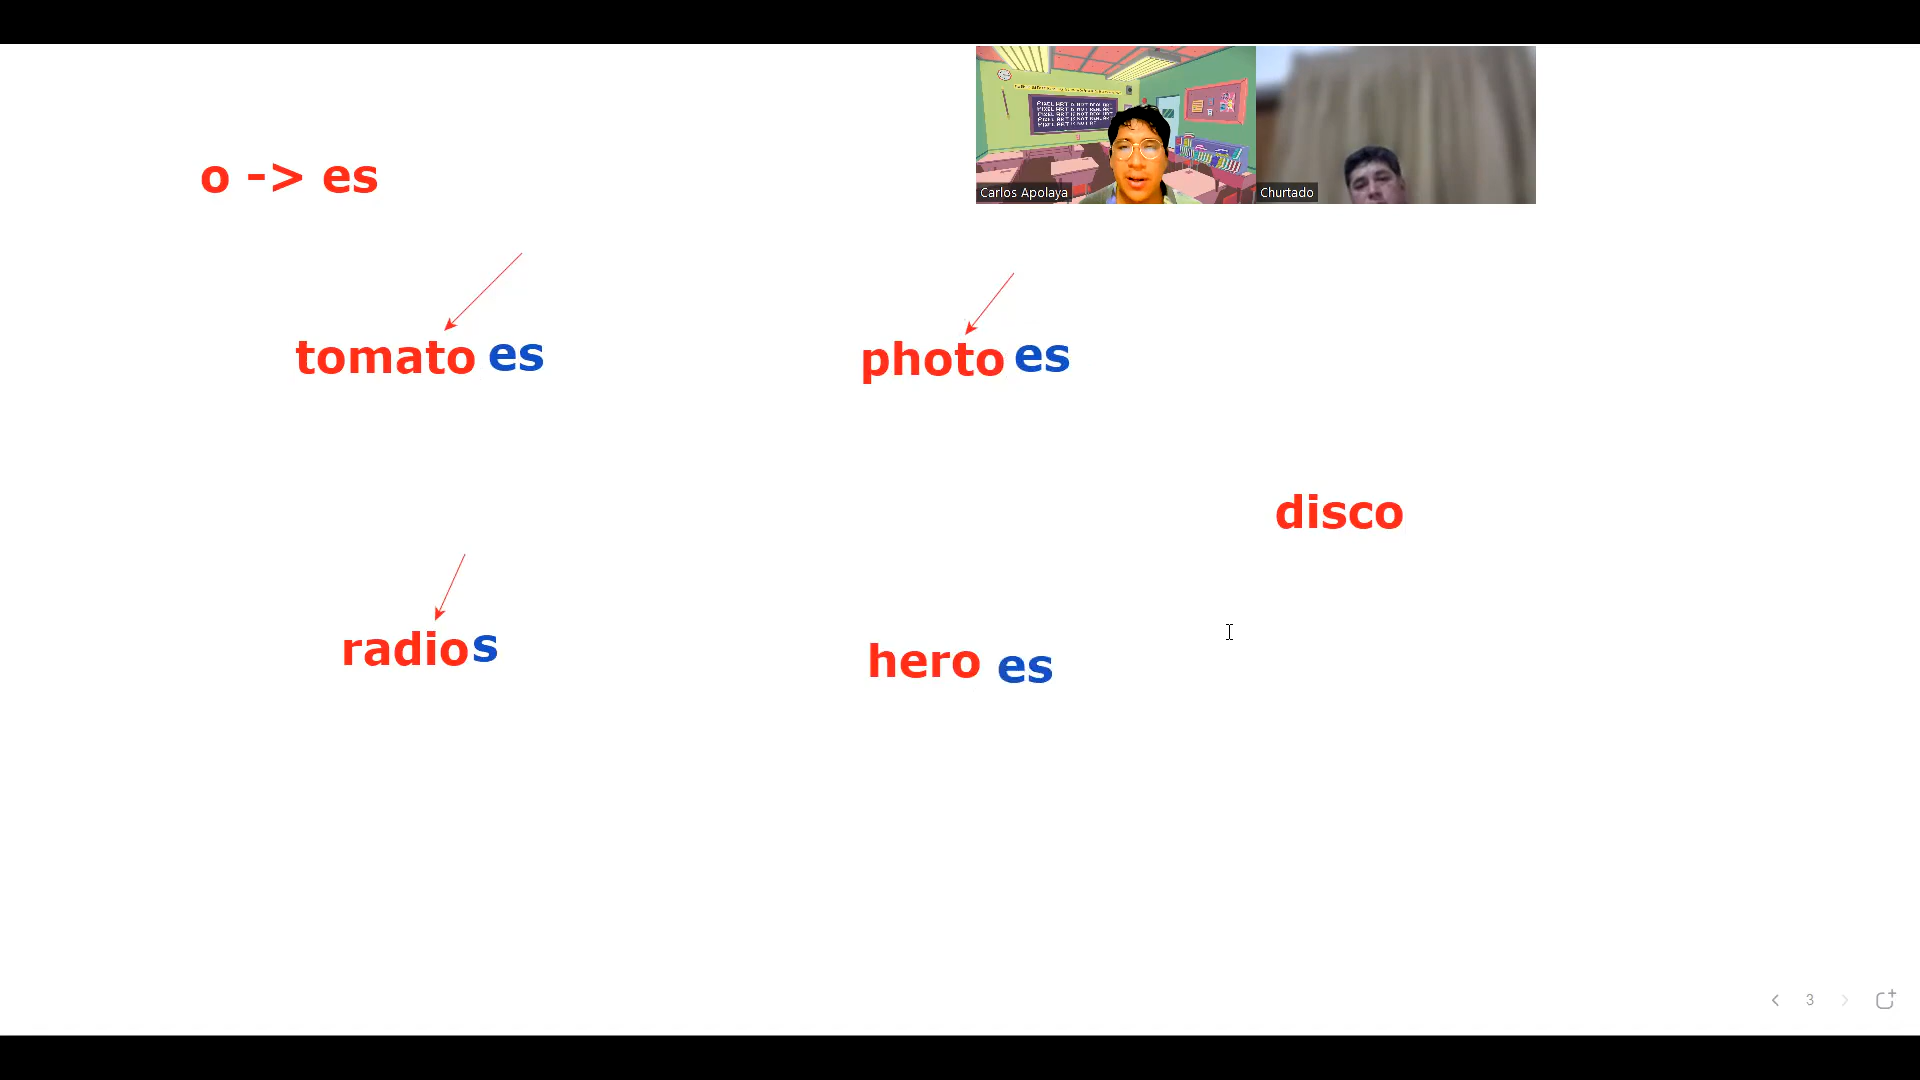 o -> es
Carlos Apolaya
Churtado
tomato es
photo es
disco
radios
hero es
3